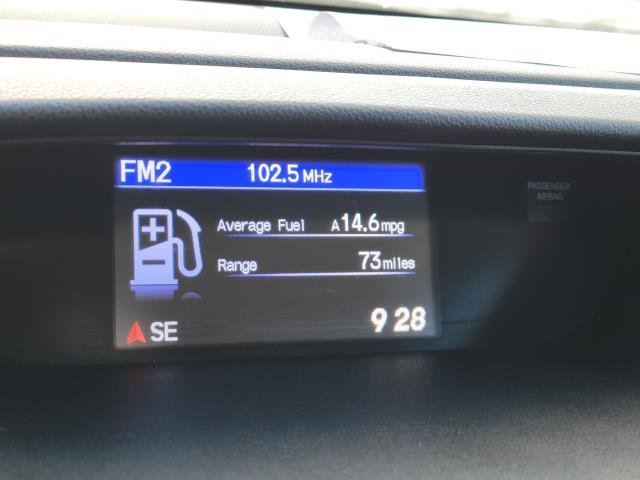 FM2 102.5 MHz
PASSENGER
AIRBAG
Average Fuel A14.6mpg
Range 73miles
SE 9 28